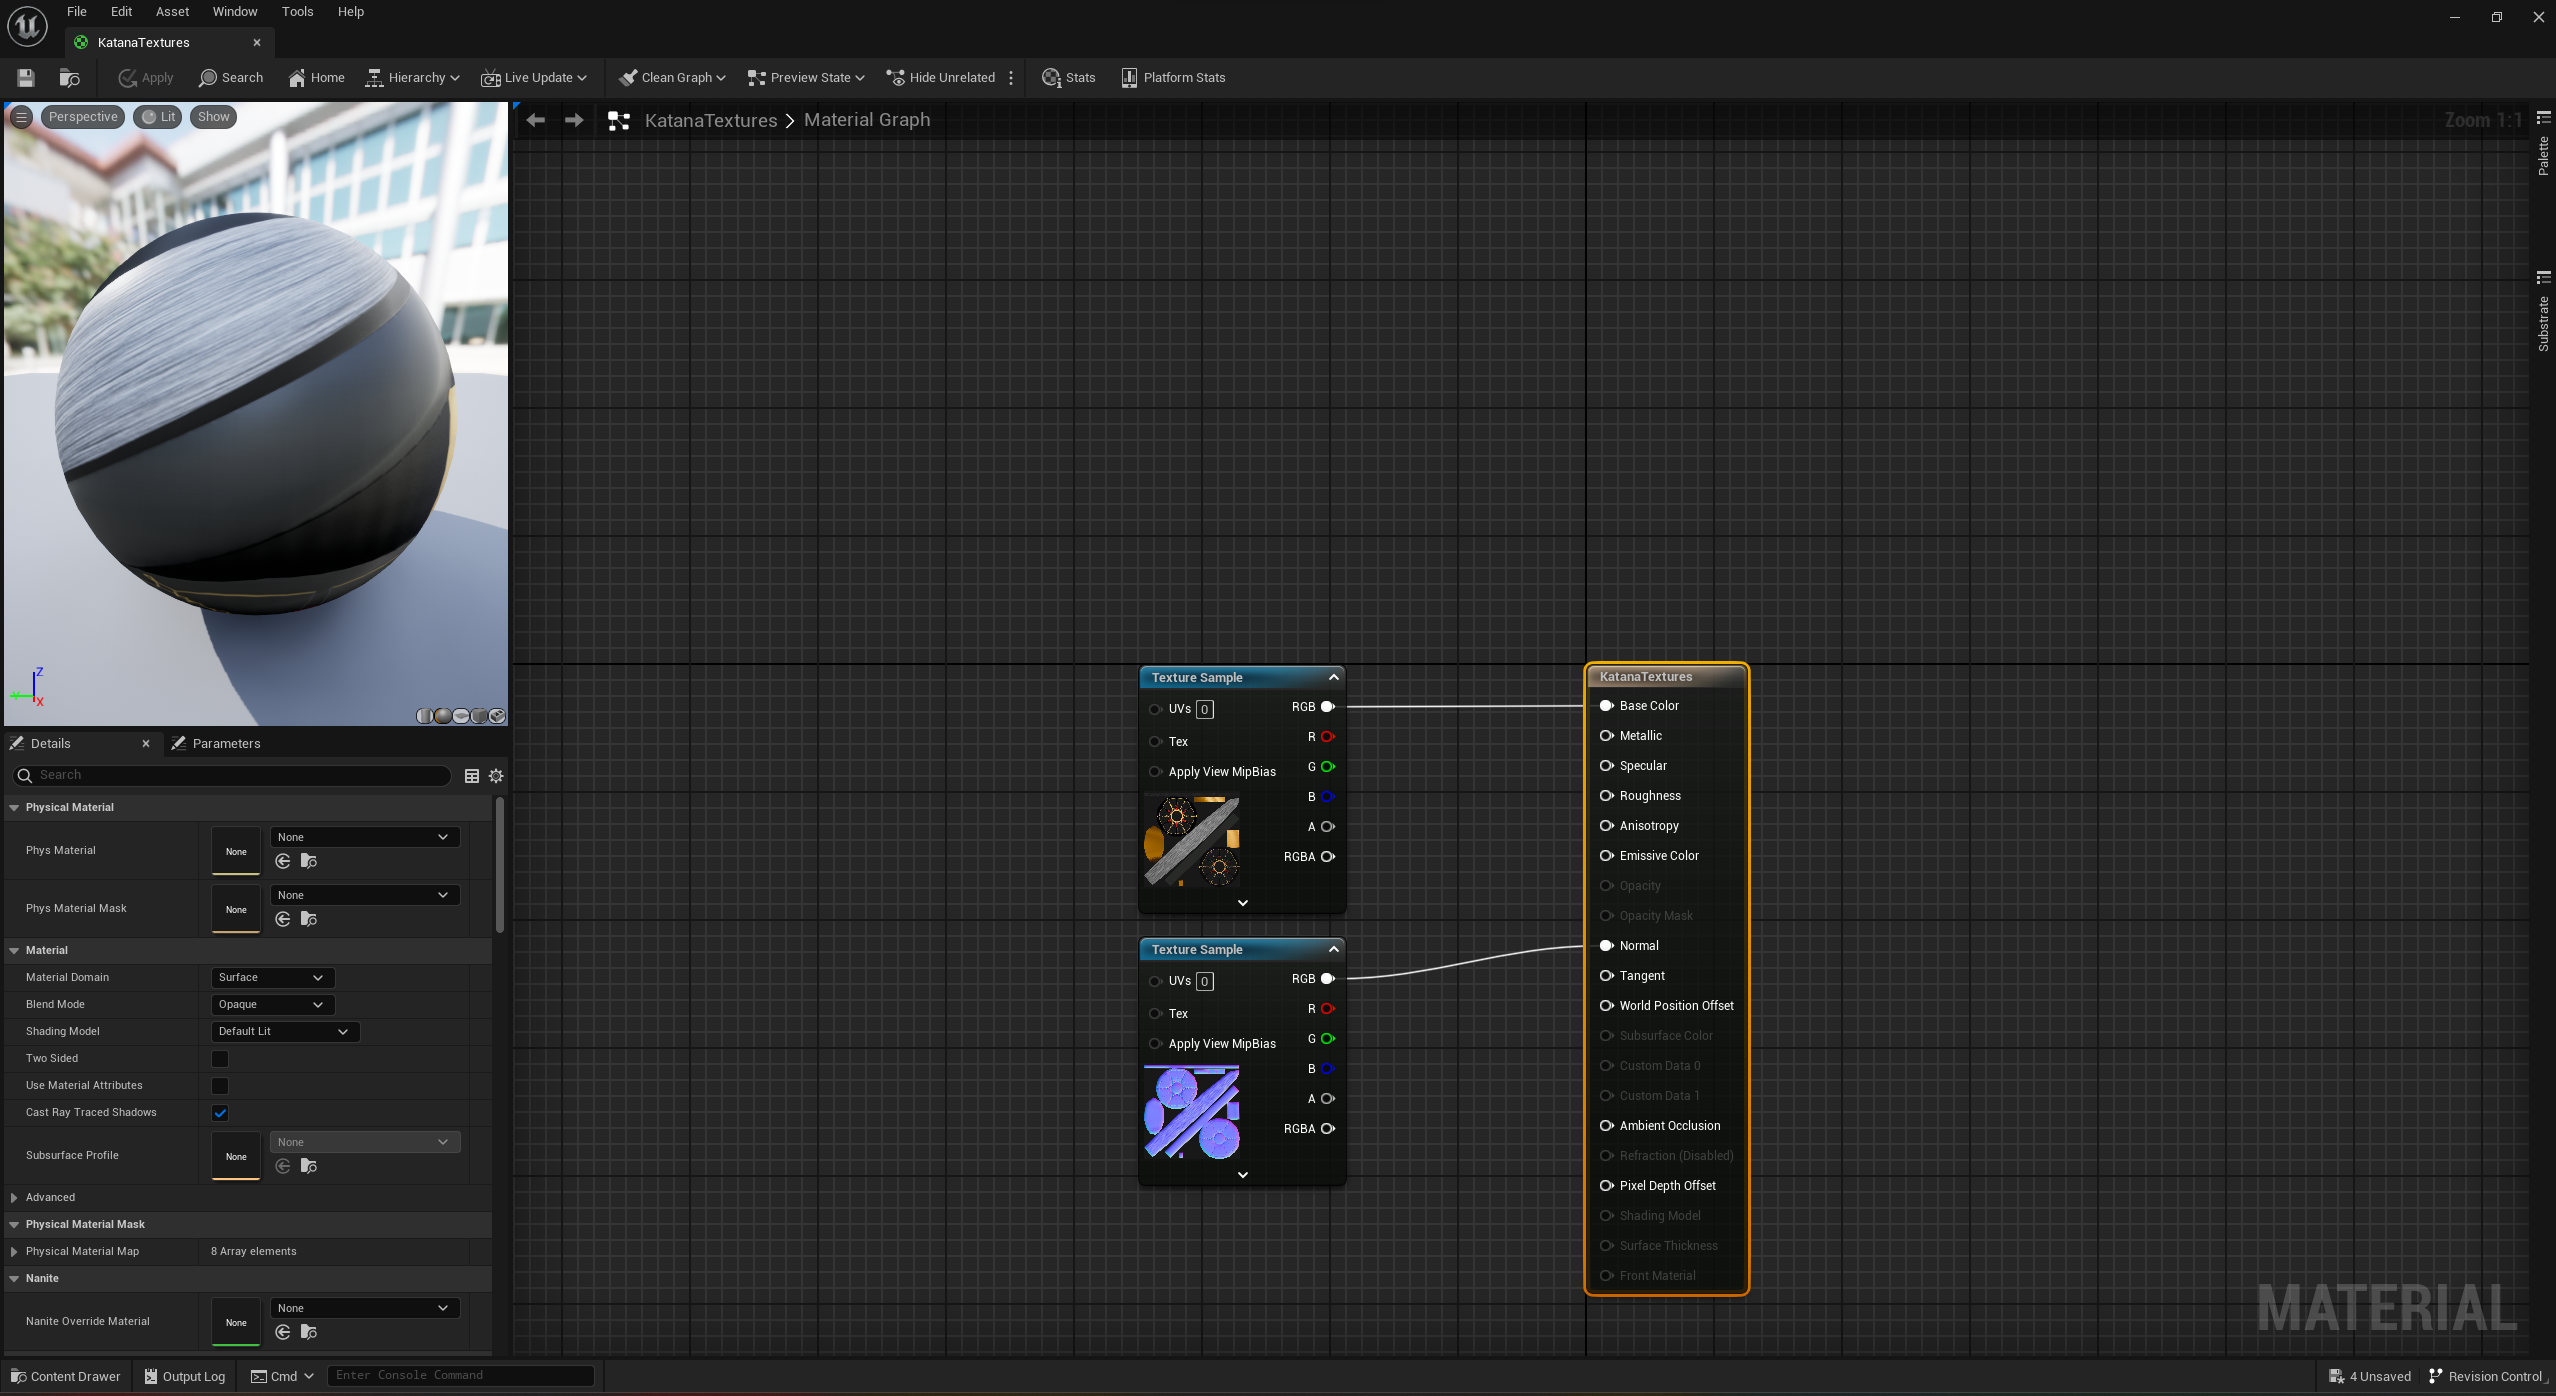 File Edit Asset Window Tools Help
KatanaTextures
Apply Search Home Hierarchy Live Update Clean Graph Preview State Hide Unrelated Stats Platform Stats
Perspective Lit Show
KatanaTextures > Material Graph
Zoom 1:1
Palette
Substrate
Z
Y
X
Details Parameters
Search
Physical Material
Phys Material None None
Phys Material Mask None None
Material
Material Domain Surface
Blend Mode Opaque
Shading Model Default Lit
Two Sided
Use Material Attributes
Cast Ray Traced Shadows
Subsurface Profile None None
Advanced
Physical Material Mask
Physical Material Map 8 Array elements
Nanite
Nanite Override Material None None
Texture Sample
UVs 0 RGB
R
Tex
G
Apply View MipBias
B
A
RGBA
Texture Sample
UVs 0 RGB
R
Tex
G
Apply View MipBias
B
A
RGBA
KatanaTextures
Base Color
Metallic
Specular
Roughness
Anisotropy
Emissive Color
Opacity
Opacity Mask
Normal
Tangent
World Position Offset
Subsurface Color
Custom Data 0
Custom Data 1
Ambient Occlusion
Refraction (Disabled)
Pixel Depth Offset
Shading Model
Surface Thickness
Front Material
MATERIAL
Content Drawer Output Log Cmd Enter Console Command 4 Unsaved Revision Control